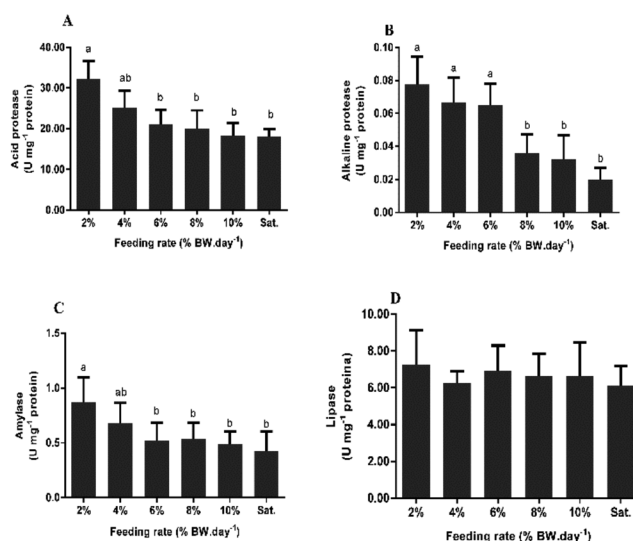 A
a
ab
b
b
b
b
40.00
30.00
20.00
10.00
0.00
Acid protease
(U mg-1 protein)
2% 4% 6% 8% 10% Sat.
Feeding rate (% BW.day-1)
B
a
a
a
b
b
b
0.10
0.08
0.06
0.04
0.02
0.00
Alkaline protease
(U mg-1 protein)
2% 4% 6% 8% 10% Sat.
Feeding rate (% BW.day-1)
C
a
ab
b
b
b
b
1.5
1.0
0.5
0.0
Amylase
(U mg-1 protein)
2% 4% 6% 8% 10% Sat.
Feeding rate (% BW.day-1)
D
10.00
8.00
6.00
4.00
2.00
0.00
Lipase
(U mg-1 proteina)
2% 4% 6% 8% 10% Sat.
Feeding rate (% BW.day-1)